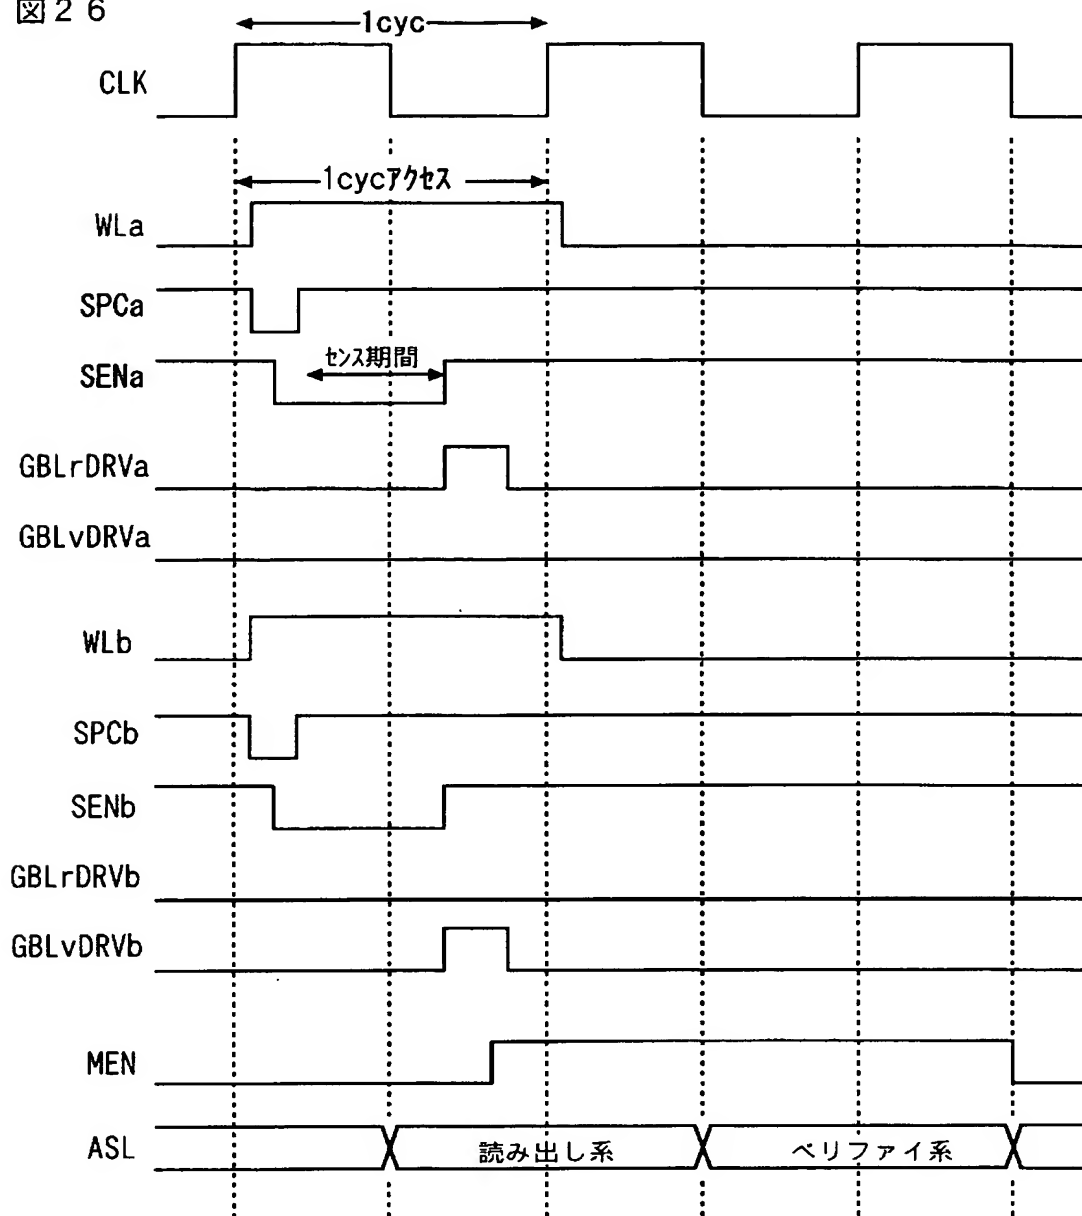 図26
1cyc
CLK
1cycアクセス
WLa
SPCa
センス期間
SENa
GBLrDRVa
GBLvDRVa
WLb
SPCb
SENb
GBLrDRVb
GBLvDRVb
MEN
ASL 読み出し系 ベリファイ系